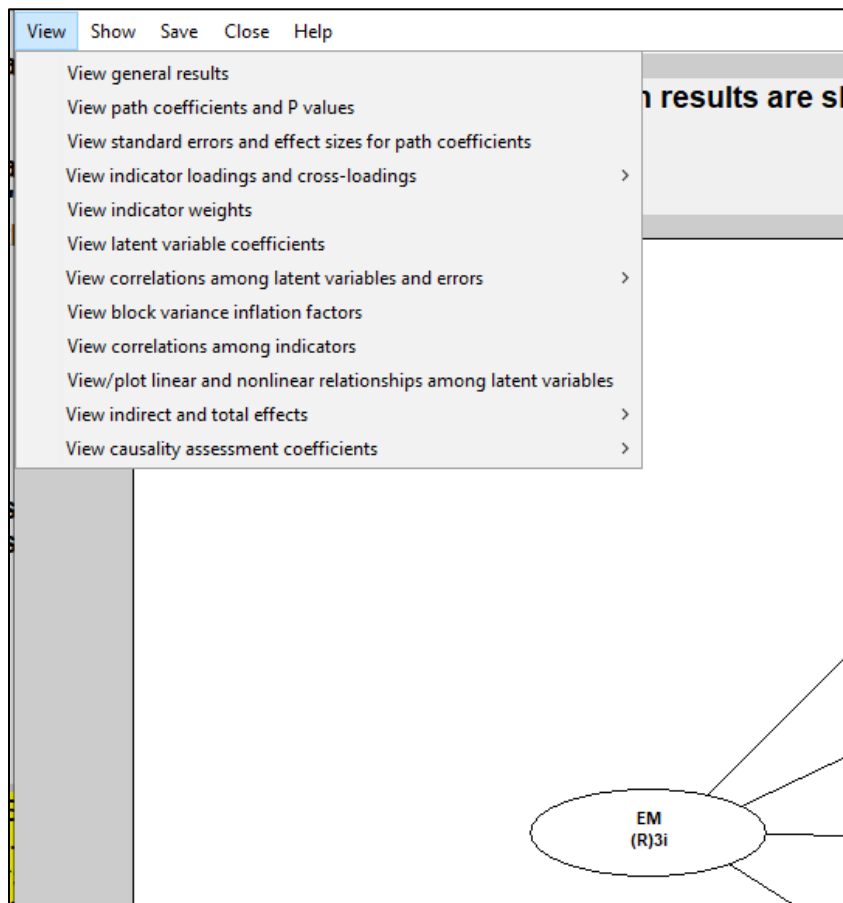 View Show Save Close Help
View general results
View path coefficients and P values
View standard errors and effect sizes for path coefficients
View indicator loadings and cross-loadings
View indicator weights
View latent variable coefficients
View correlations among latent variables and errors
View block variance inflation factors
View correlations among indicators
View/plot linear and nonlinear relationships among latent variables
View indirect and total effects
View causality assessment coefficients
results are
EM
(R)3i